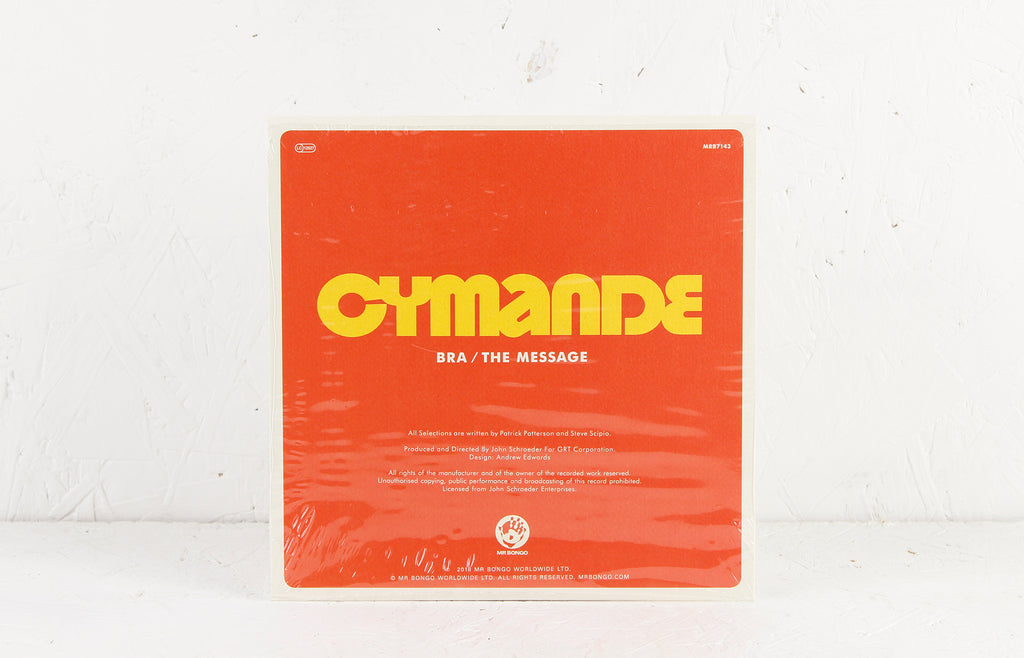 MRB7143
CYMANDE
BRA / THE MESSAGE
All Selections are written by Patrick Patterson and Steve Scipio.
Produced and Directed By John Schroeder For GRT Corporation.
Design: Andrew Edwards
All rights of the manufacturer and of the owner of the recorded work reserved.
Unauthorised copying, public performance and broadcasting of this record prohibited.
Licensed from John Schroeder Enterprises.
MR BONGO
MR BONGO WORLDWIDE LTD.
© MR BONGO WORLDWIDE LTD. ALL RIGHTS RESERVED. MRBONGO.COM